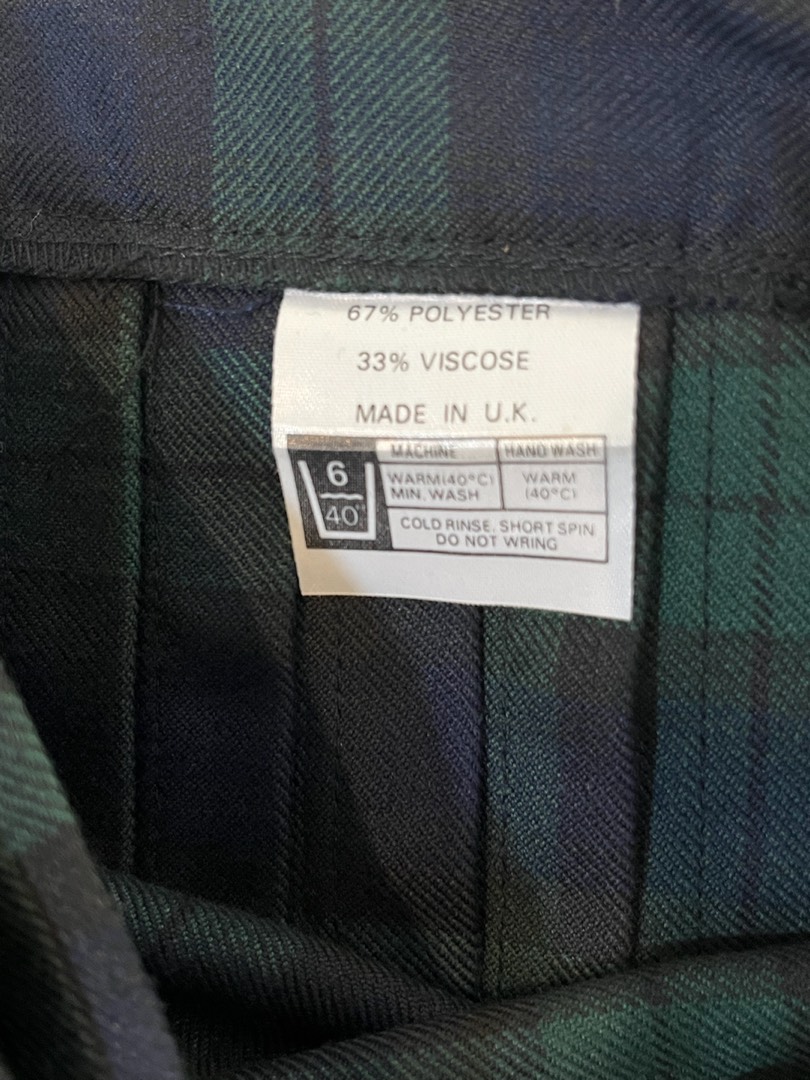 67% POLYESTER
33% VISCOSE
MADE IN U.K.
6
40°
MACHINE
HAND WASH
WARM(40°C)
MIN. WASH
WARM
(40°C)
COLD RINSE. SHORT SPIN
DO NOT WRING